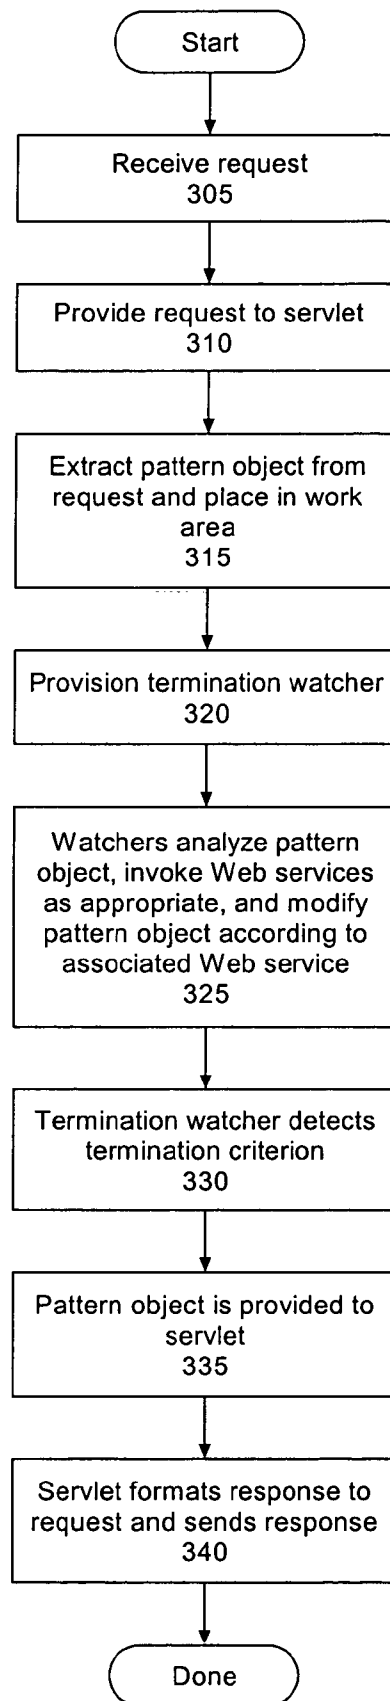 Start
Receive request
305
Provide request to servlet
310
Extract pattern object from
request and place in work
area
315
Provision termination watcher
320
Watchers analyze pattern
object, invoke Web services
as appropriate, and modify
pattern object according to
associated Web service
325
Termination watcher detects
termination criterion
330
Pattern object is provided to
servlet
335
Servlet formats response to
request and sends response
340
Done